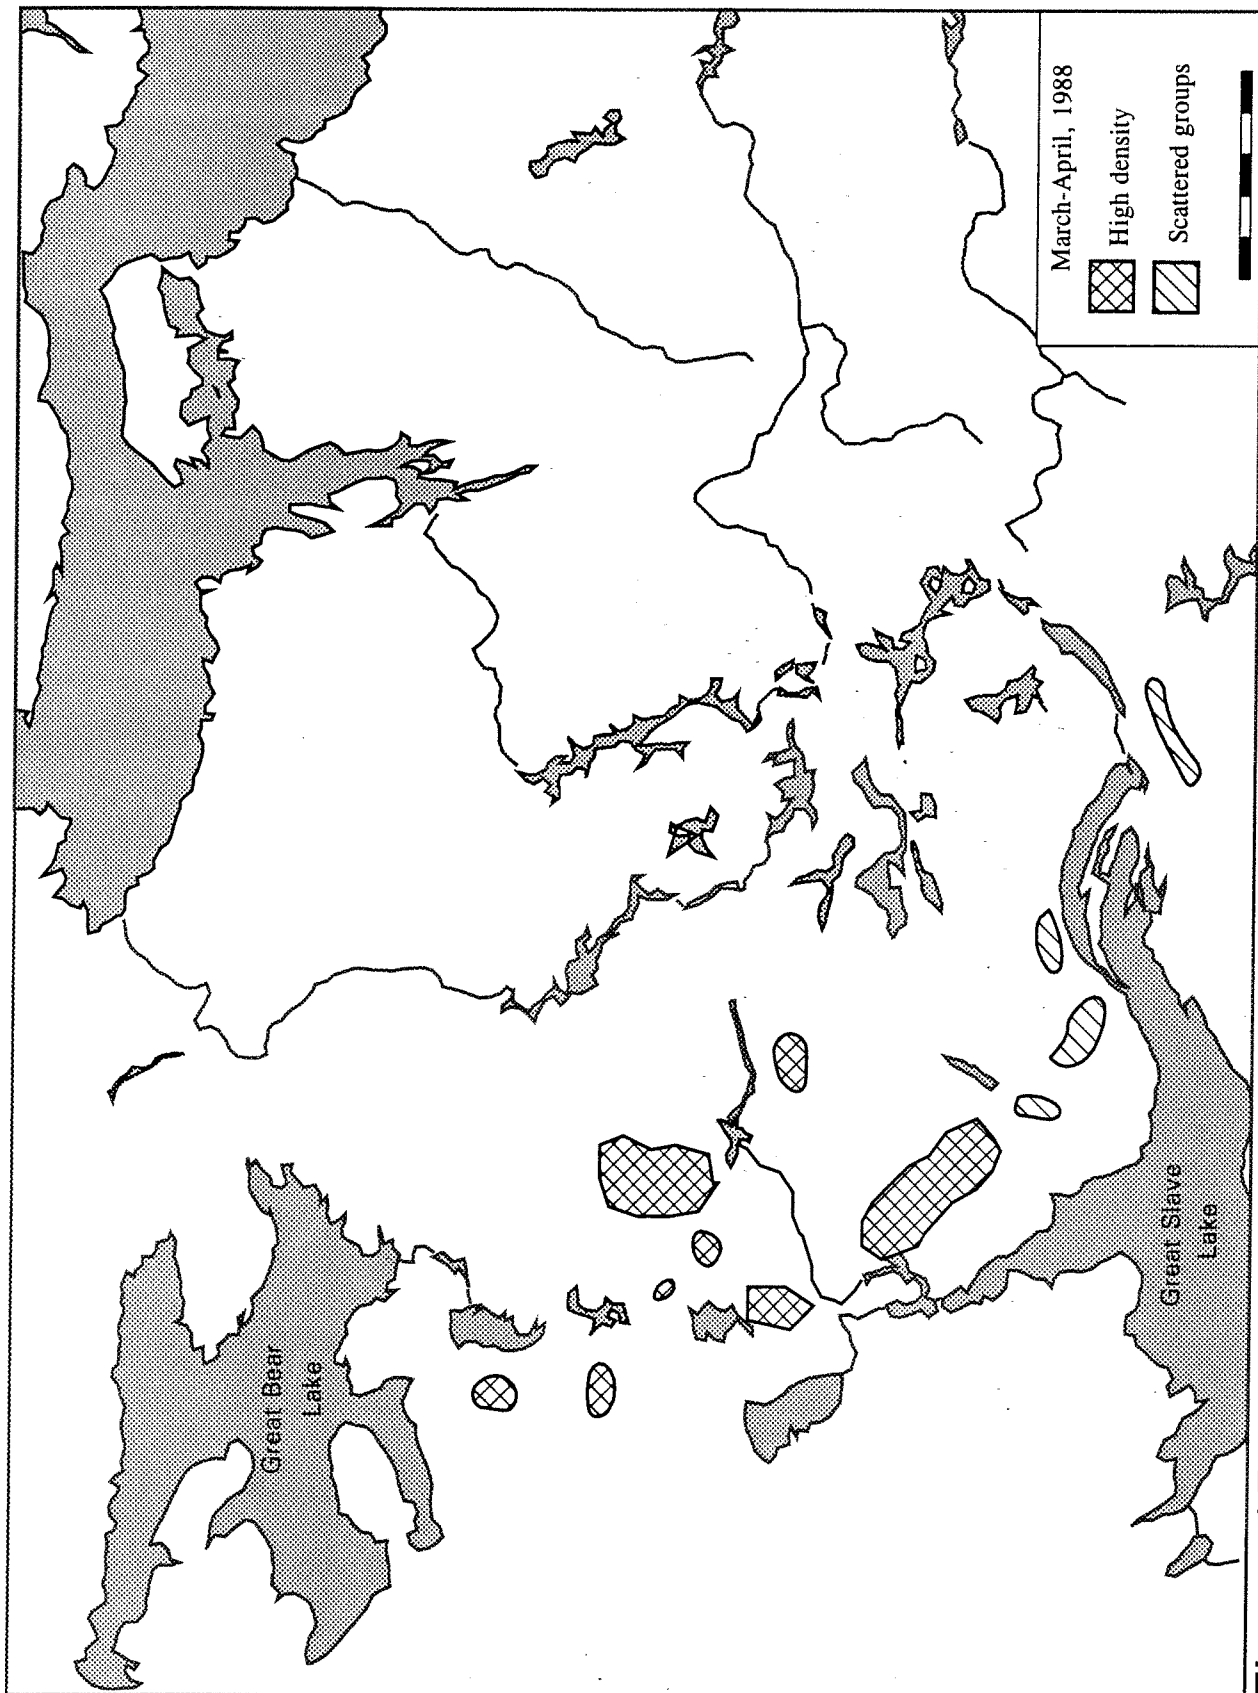 Great Bear
Lake
Great Slave
Lake
March-April, 1988
High density
Scattered groups